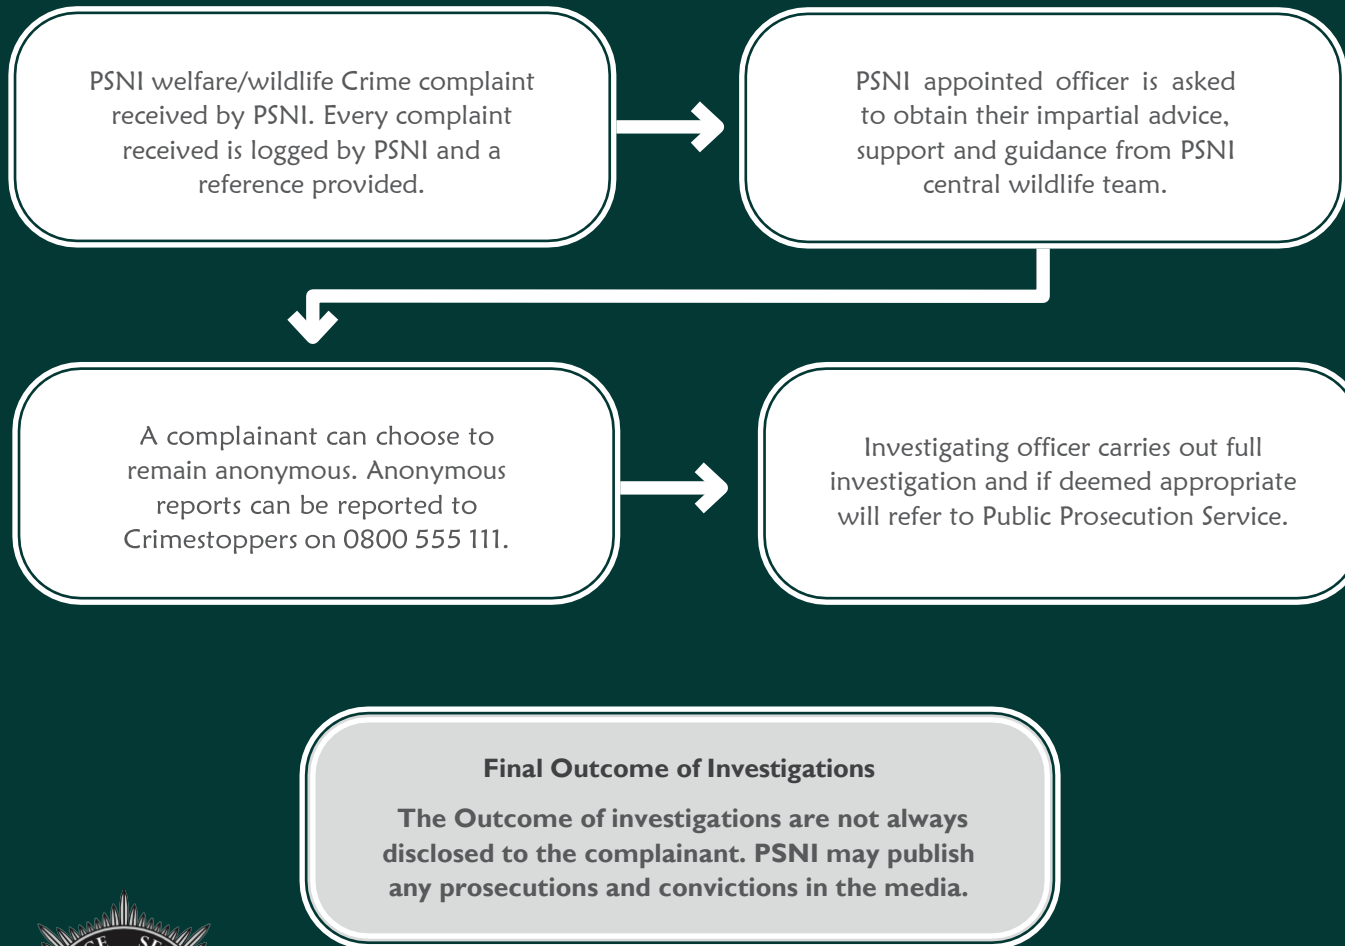 PSNI welfare/wildlife Crime complaint
received by PSNI. Every complaint
received is logged by PSNI and a
reference provided.
PSNI appointed officer is asked
to obtain their impartial advice,
support and guidance from PSNI
central wildlife team.
A complainant can choose to
remain anonymous. Anonymous
reports can be reported to
Crimestoppers on 0800 555 111.
Investigating officer carries out full
investigation and if deemed appropriate
will refer to Public Prosecution Service.
Final Outcome of Investigations
The Outcome of investigations are not always
disclosed to the complainant. PSNI may publish
any prosecutions and convictions in the media.